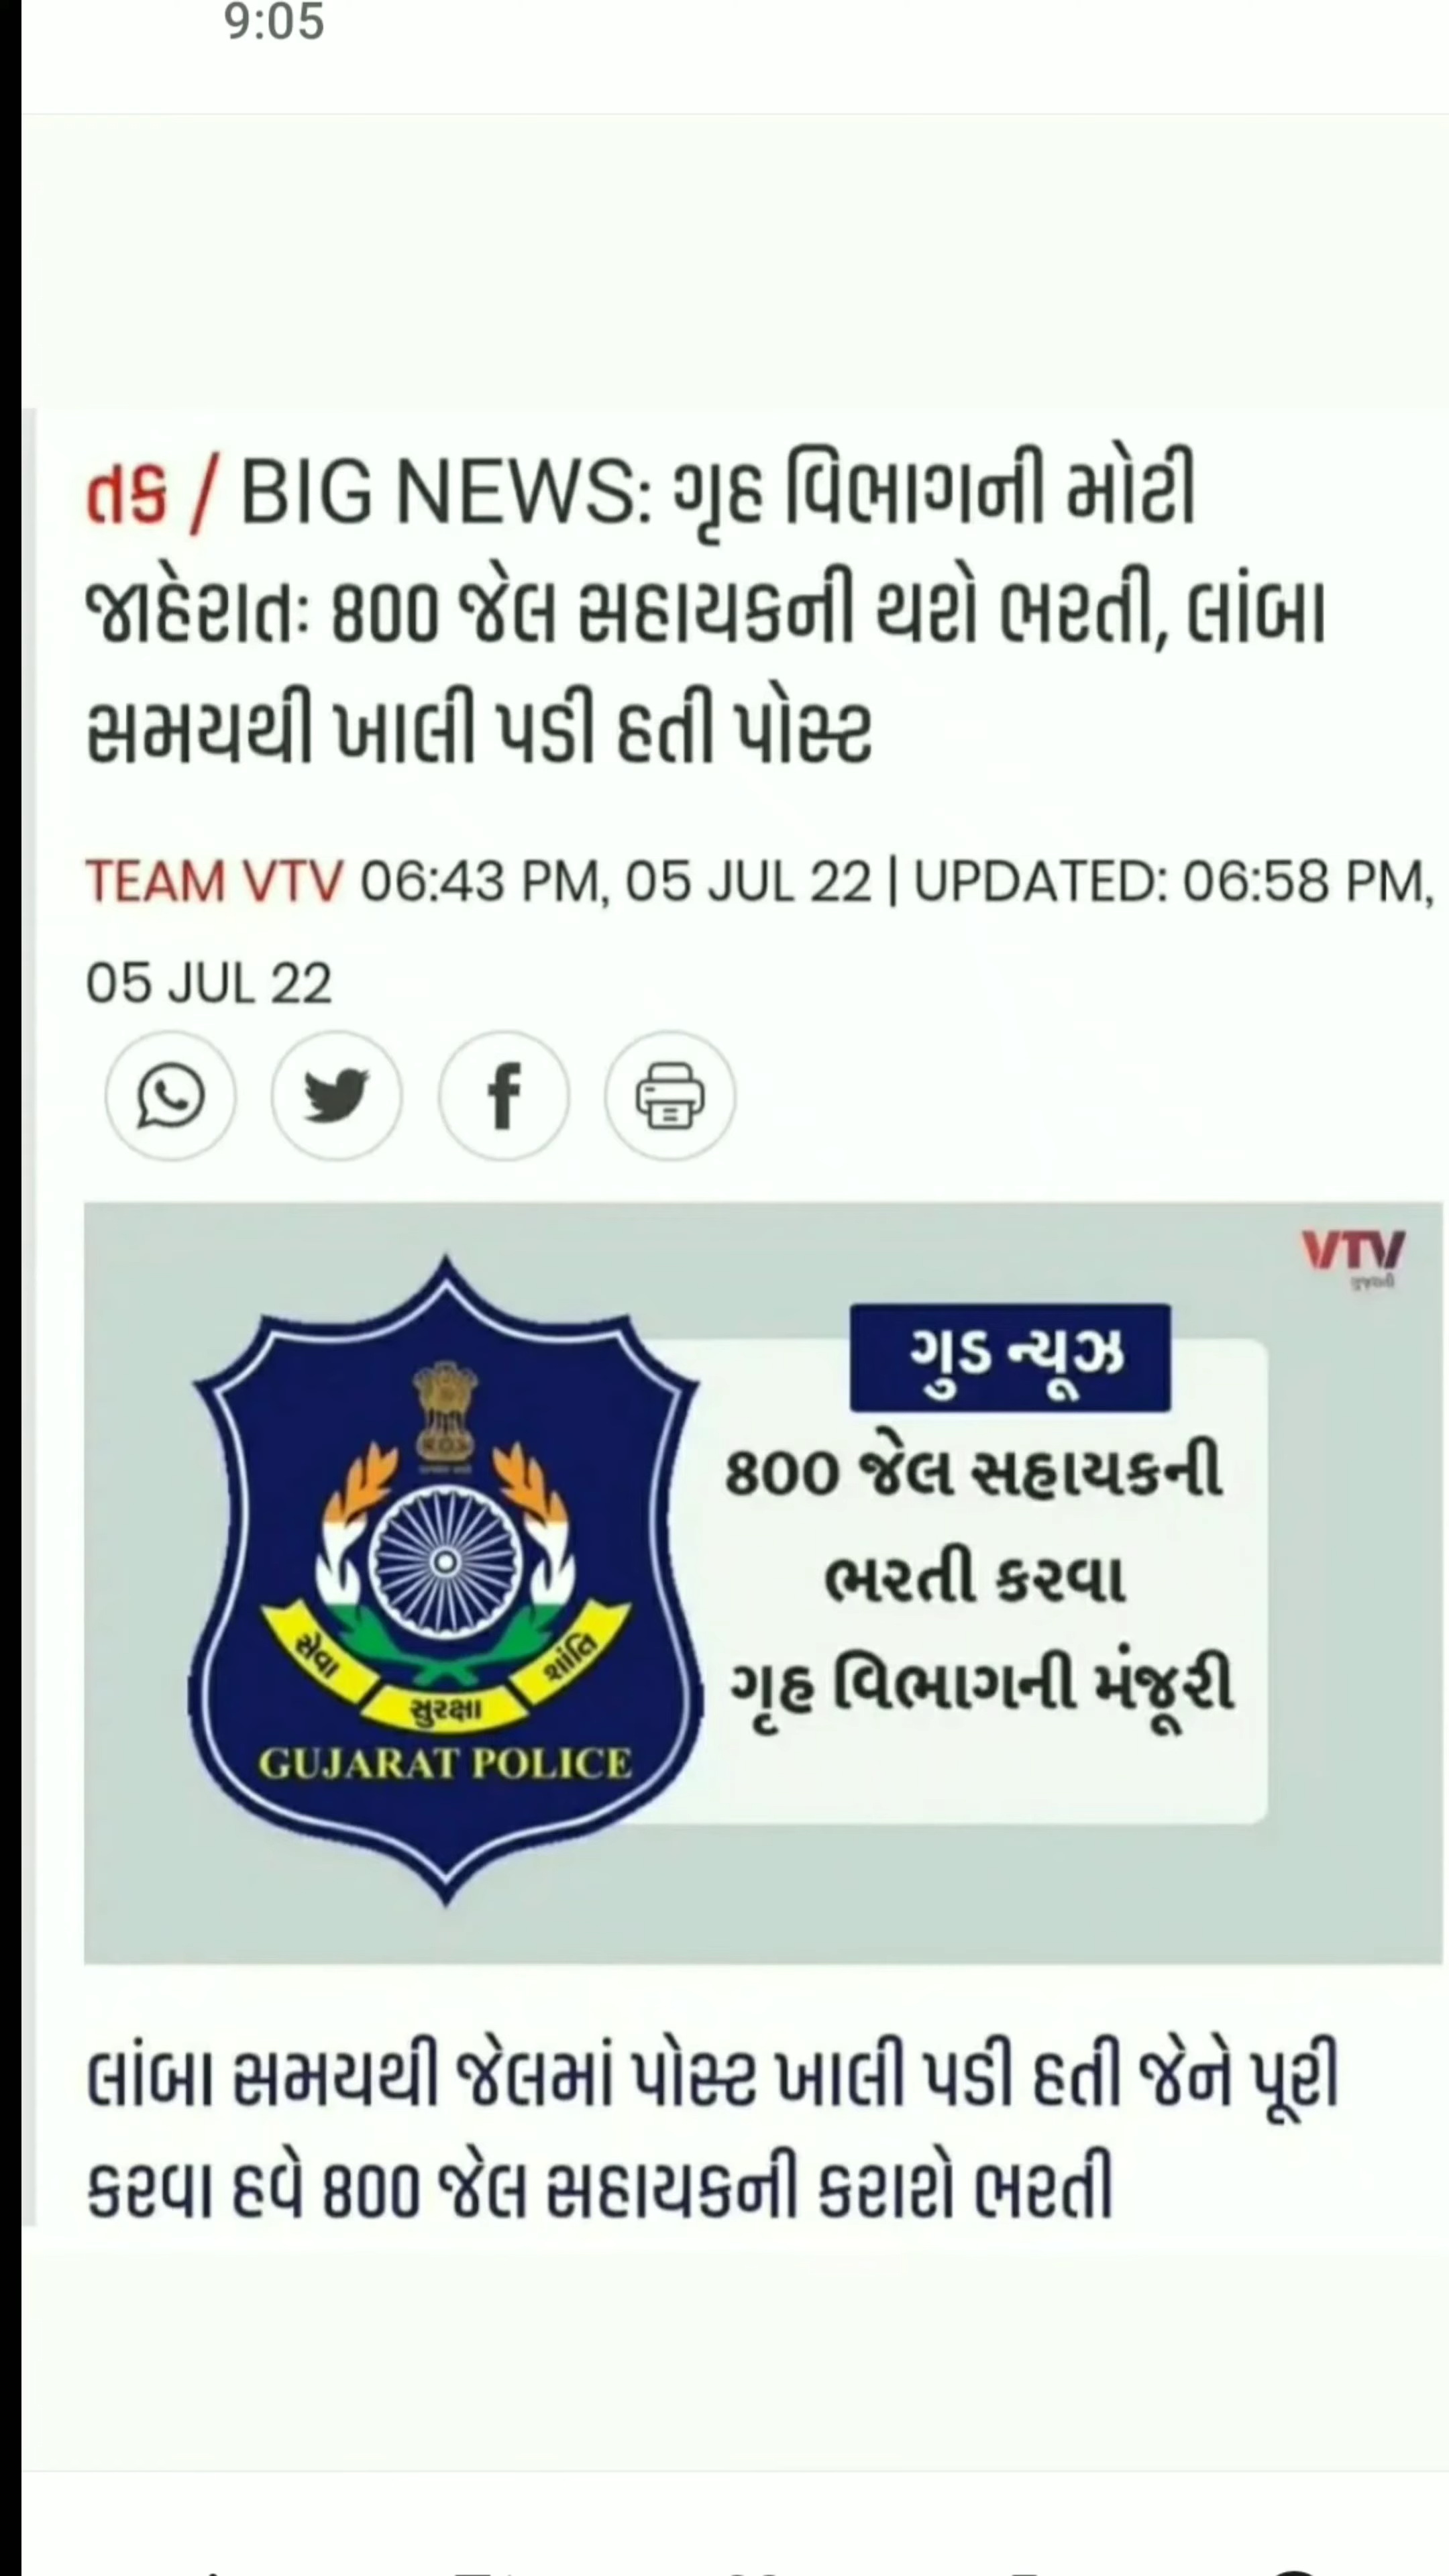 9:05
તક / BIG NEWS: ગૃહ વિભાગની મોટી
જાહેરાતઃ 800 જેલ સહાયકની થશે ભરતી, લાંબા
સમયથી ખાલી પડી હતી પોસ્ટ
TEAM VTV 06:43 PM, 05 JUL 22 | UPDATED: 06:58 PM,
05 JUL 22
VTV
ગુજરાતી
ગુડ ન્યૂઝ
800 જેલ સહાયકની
ભરતી કરવા
ગૃહ વિભાગની મંજૂરી
સેવા
સુરક્ષા
શાંતિ
GUJARAT POLICE
લાંબા સમયથી જેલમાં પોસ્ટ ખાલી પડી હતી જેને પૂરી
કરવા હવે 800 જેલ સહાયકની કરાશે ભરતી